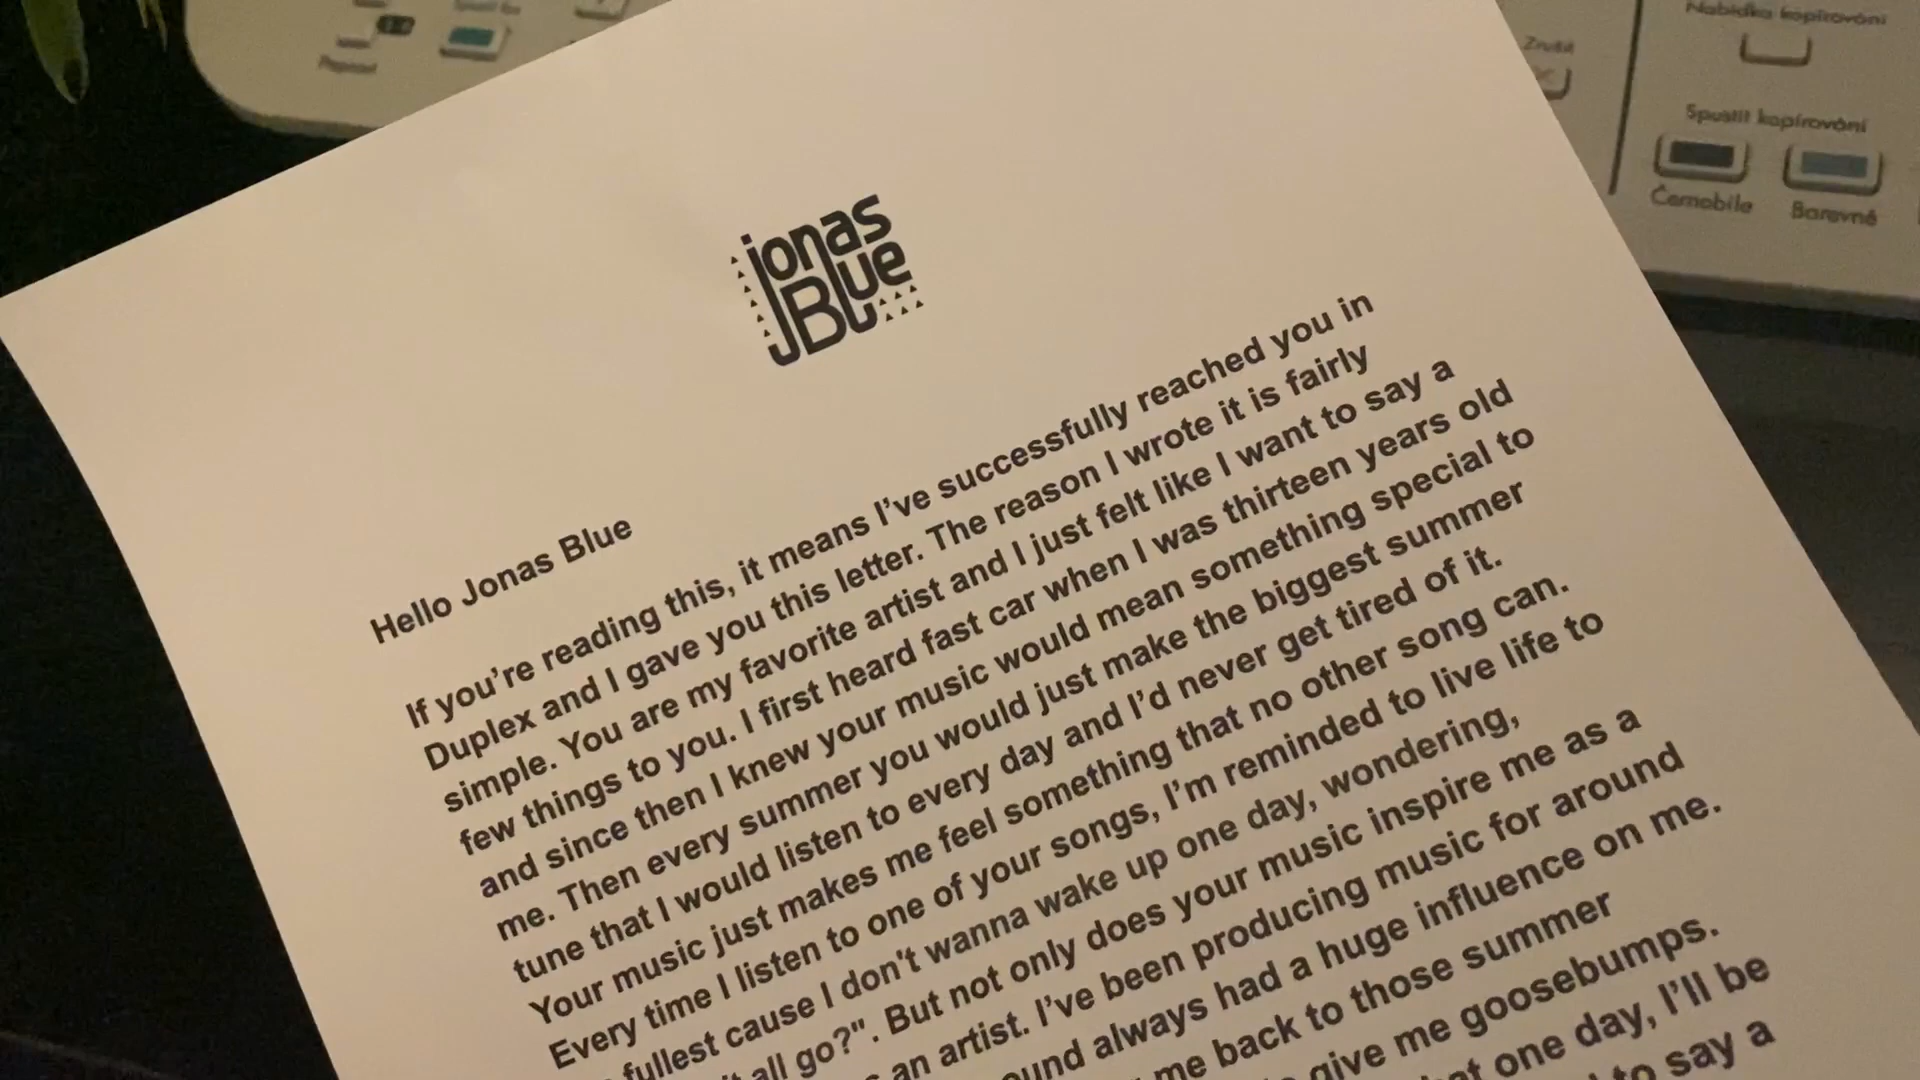 Nabídka kopírování
Zrušit
Spustit kopírování
Černobíle
Barevně
jonas
Blue
Hello Jonas Blue
If you're reading this, it means I've successfully reached you in
Duplex and I gave you this letter. The reason I wrote it is fairly
simple. You are my favorite artist and I just felt like I want to say a
few things to you. I first heard fast car when I was thirteen years old
and since then I knew your music would mean something special to
me. Then every summer you would just make the biggest summer
tune that I would listen to every day and I'd never get tired of it.
Your music just makes me feel something that no other song can.
Every time I listen to one of your songs, I'm reminded to live life to
fullest cause I don't wanna wake up one day, wondering,
all go?". But not only does your music inspire me as a
an artist. I've been producing music for around
always had a huge influence on me.
me back to those summer
give me goosebumps.
one day, I'll be
to say a